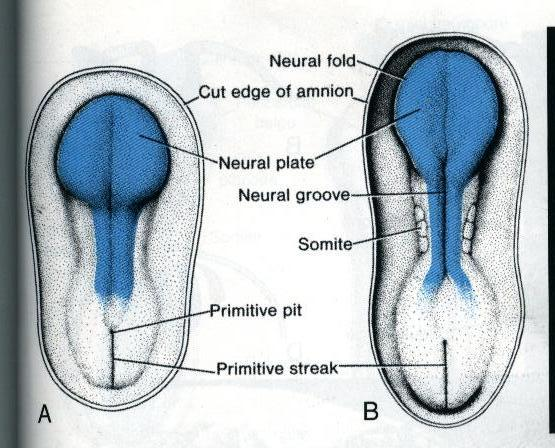 Neural fold
Cut edge of amnion
Neural plate
Neural groove
Somite
Primitive pit
Primitive streak
A
B